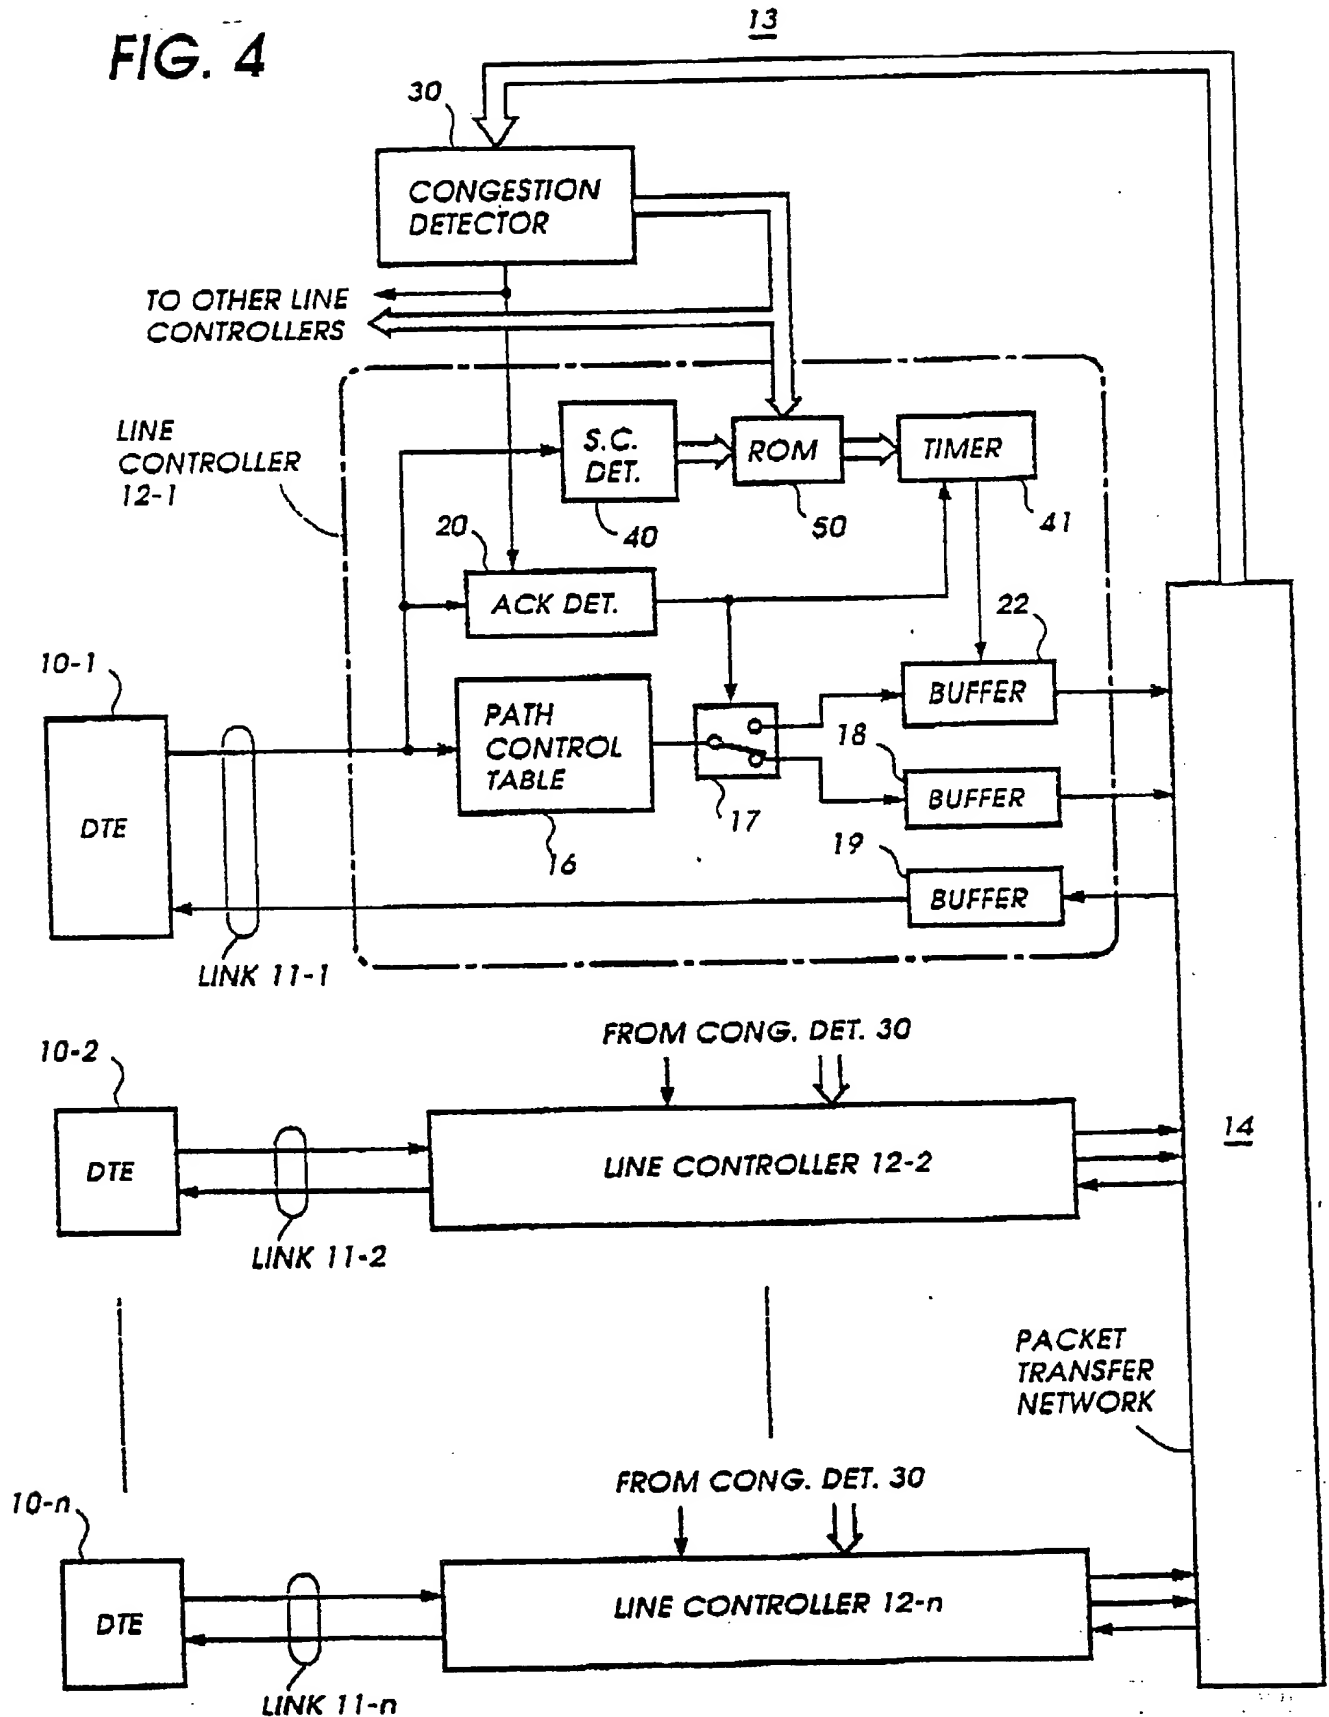 FIG. 4
13
30
CONGESTION
DETECTOR
TO OTHER LINE
CONTROLLERS
LINE
CONTROLLER
12-1
S.C.
DET.
40
ROM
50
TIMER
41
20
ACK DET.
22
BUFFER
10-1
DTE
PATH
CONTROL
TABLE
16
17
18
BUFFER
19
BUFFER
LINK 11-1
FROM CONG. DET. 30
10-2
DTE
LINE CONTROLLER 12-2
14
LINK 11-2
PACKET
TRANSFER
NETWORK
FROM CONG. DET. 30
10-n
DTE
LINE CONTROLLER 12-n
LINK 11-n